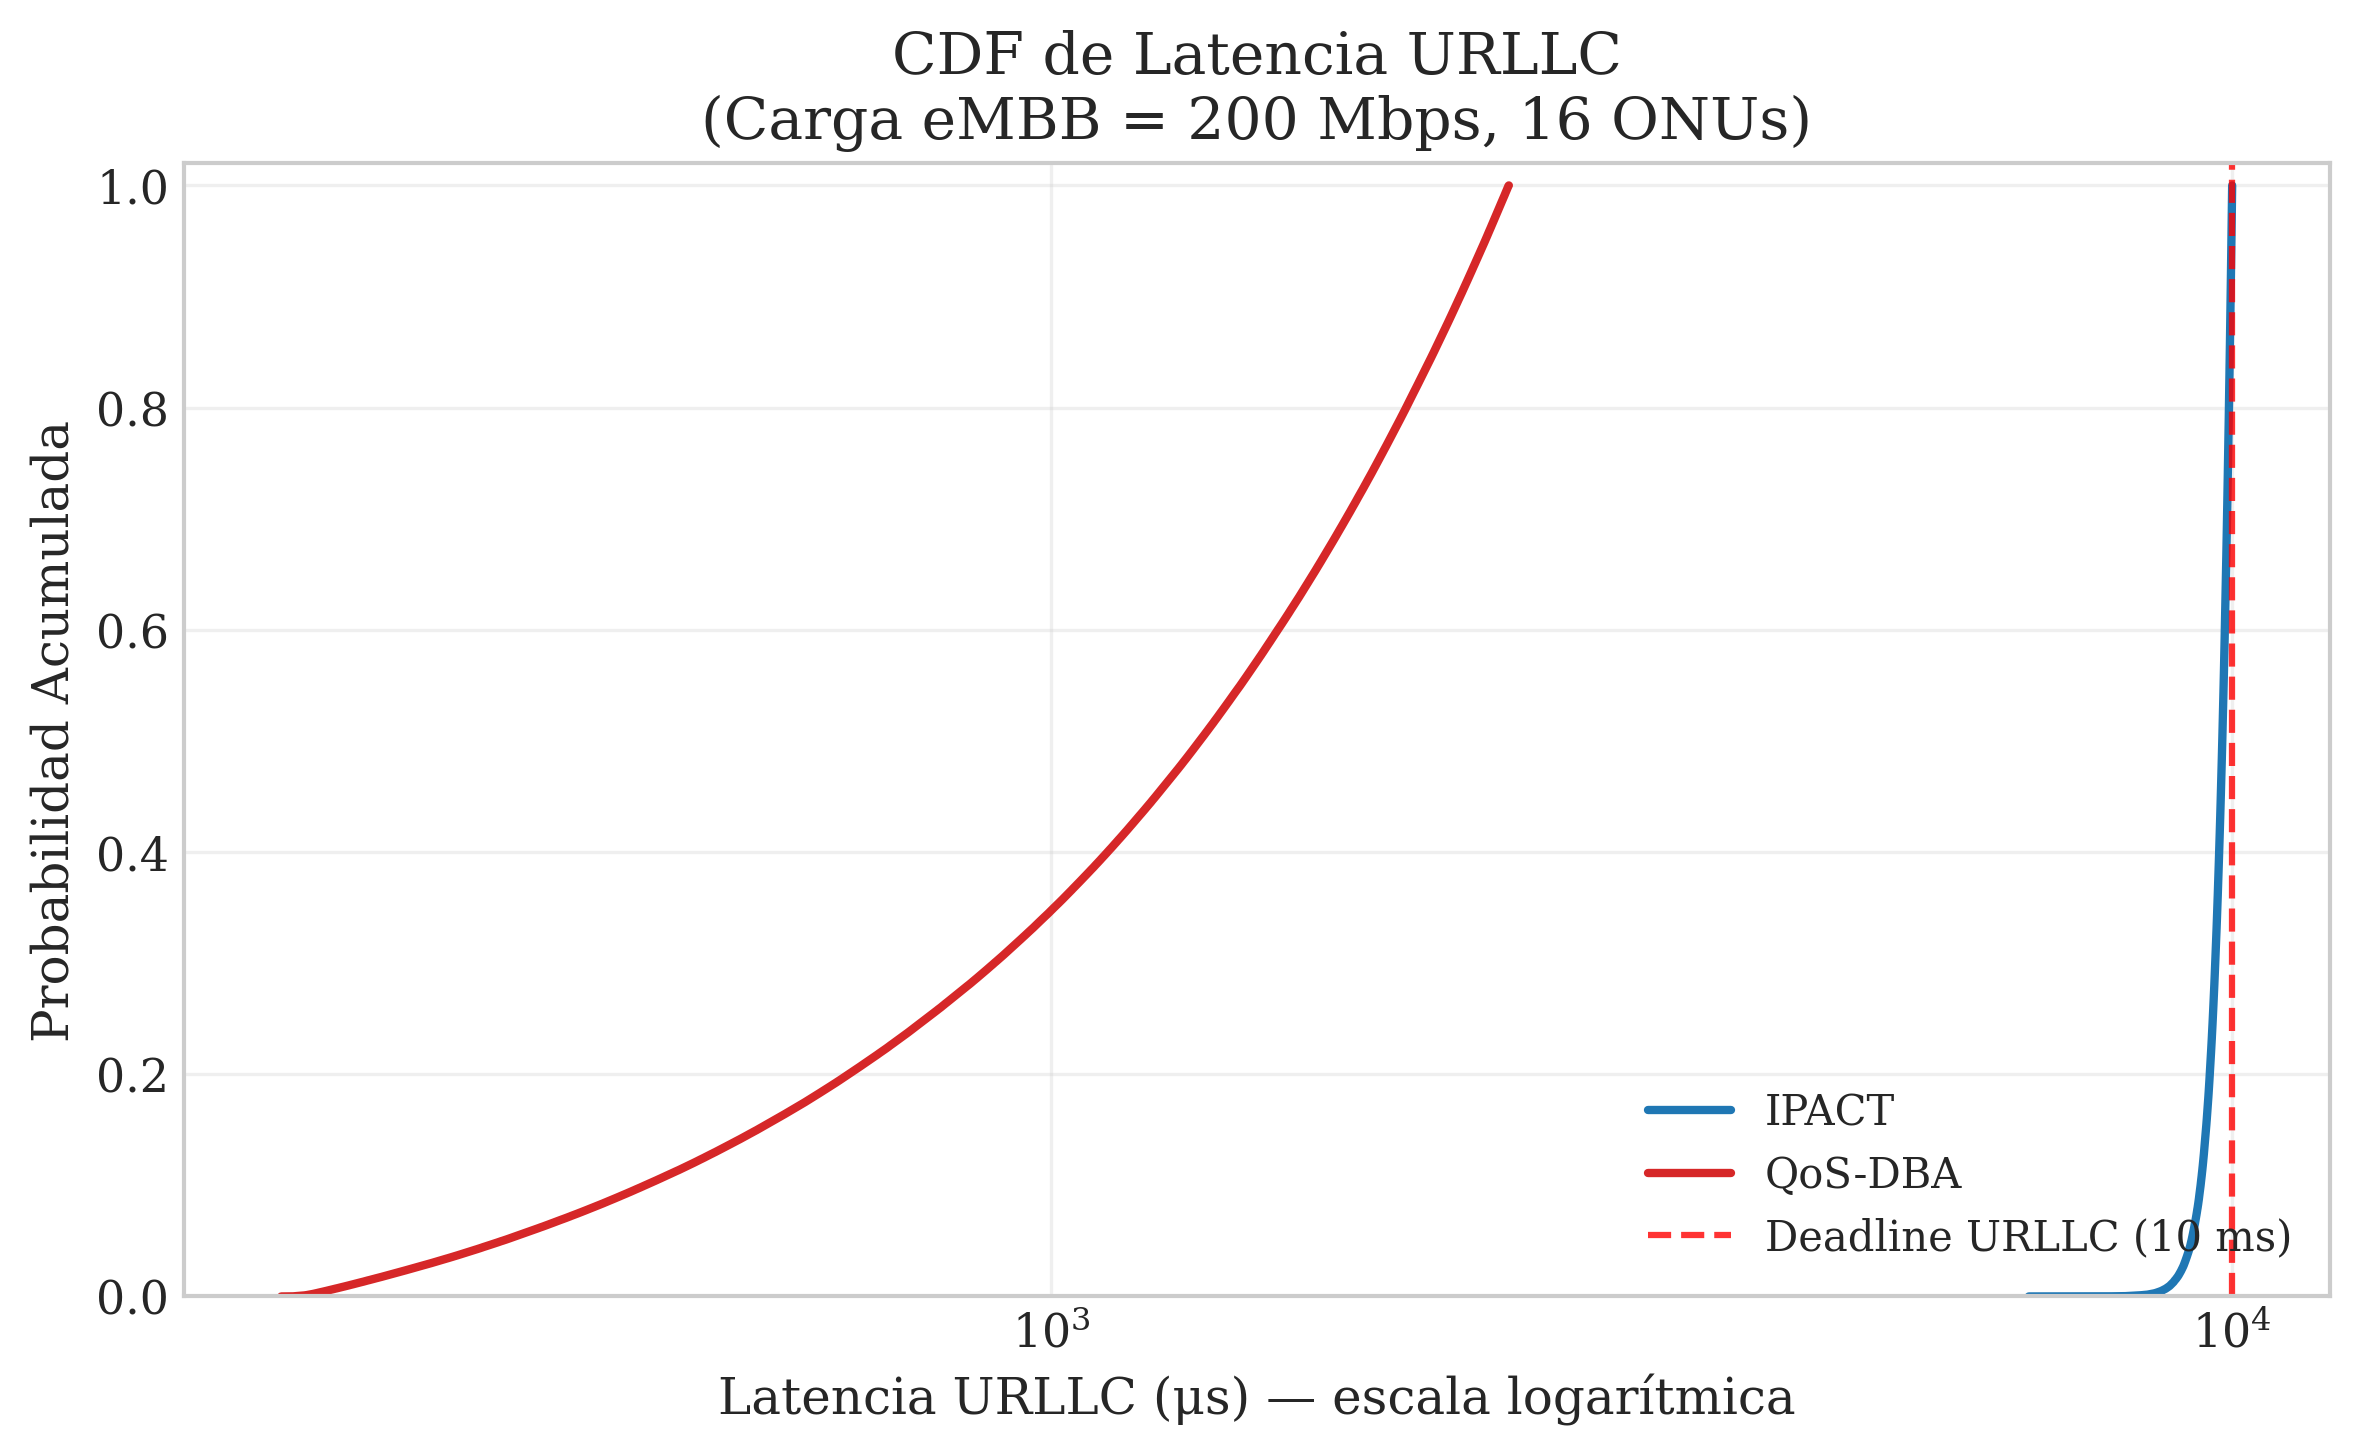 CDF de Latencia URLLC
(Carga eMBB = 200 Mbps, 16 ONUs)
Probabilidad Acumulada
1.0
0.8
0.6
0.4
0.2
0.0
IPACT
QoS-DBA
Deadline URLLC (10 ms)
10³
10⁴
Latencia URLLC (μs) — escala logarítmica